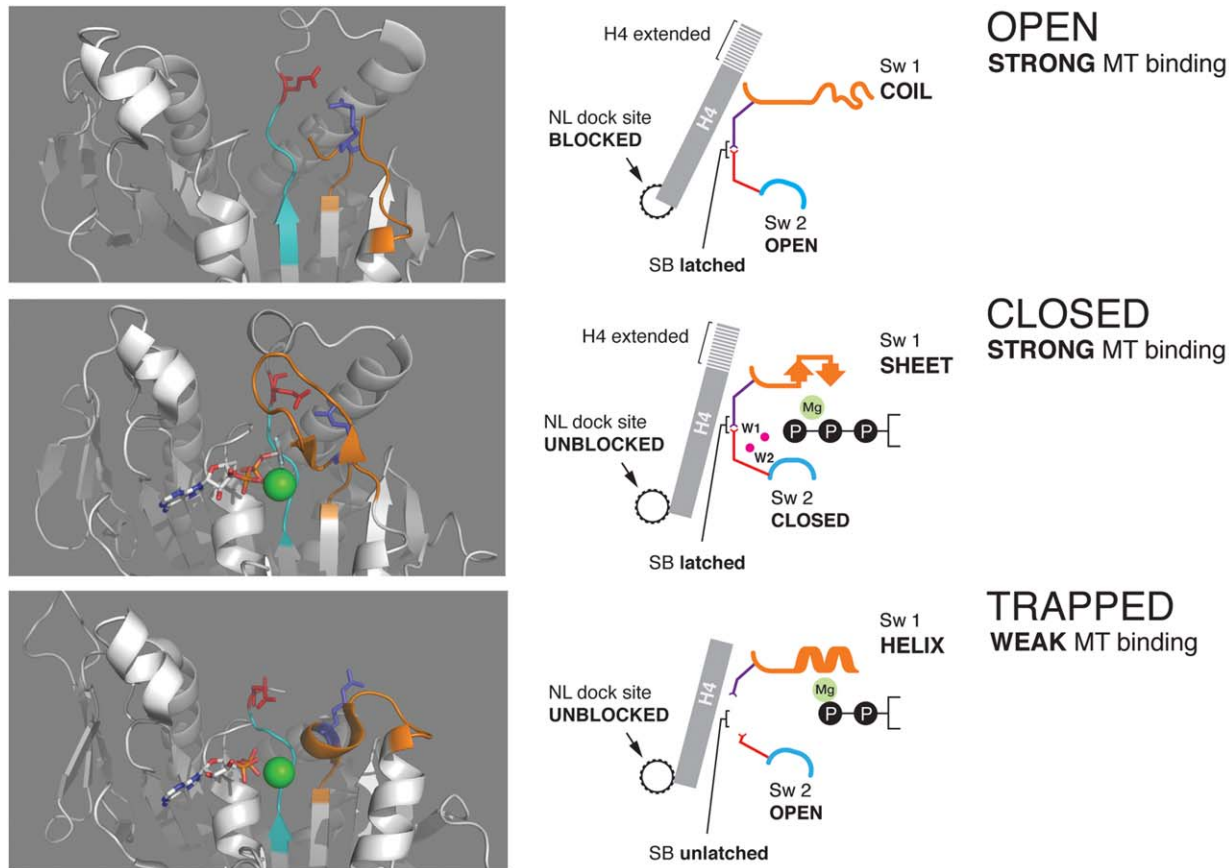 H4 extended
H4
NL dock site
BLOCKED
Sw 1
COIL
Sw 2
OPEN
SB latched
OPEN
STRONG MT binding
H4 extended
H4
NL dock site
UNBLOCKED
Sw 1
SHEET
Mg
P P P
W1
W2
Sw 2
CLOSED
SB latched
CLOSED
STRONG MT binding
H4
NL dock site
UNBLOCKED
Sw 1
HELIX
Mg
P P
Sw 2
OPEN
SB unlatched
TRAPPED
WEAK MT binding